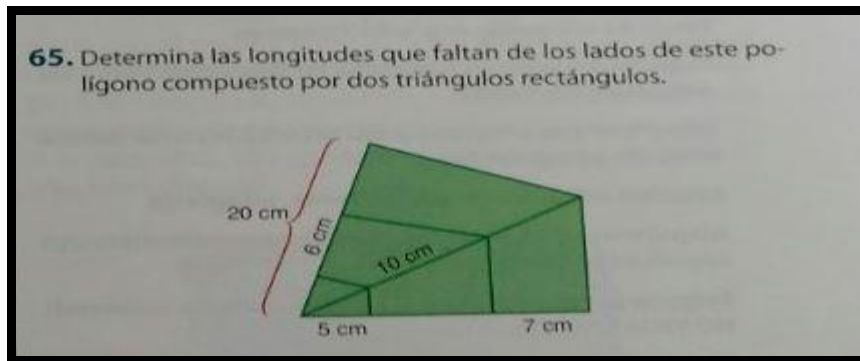 65. Determina las longitudes que faltan de los lados de este po-
lígono compuesto por dos triángulos rectángulos.
20 cm
6 cm
10 cm
5 cm
7 cm